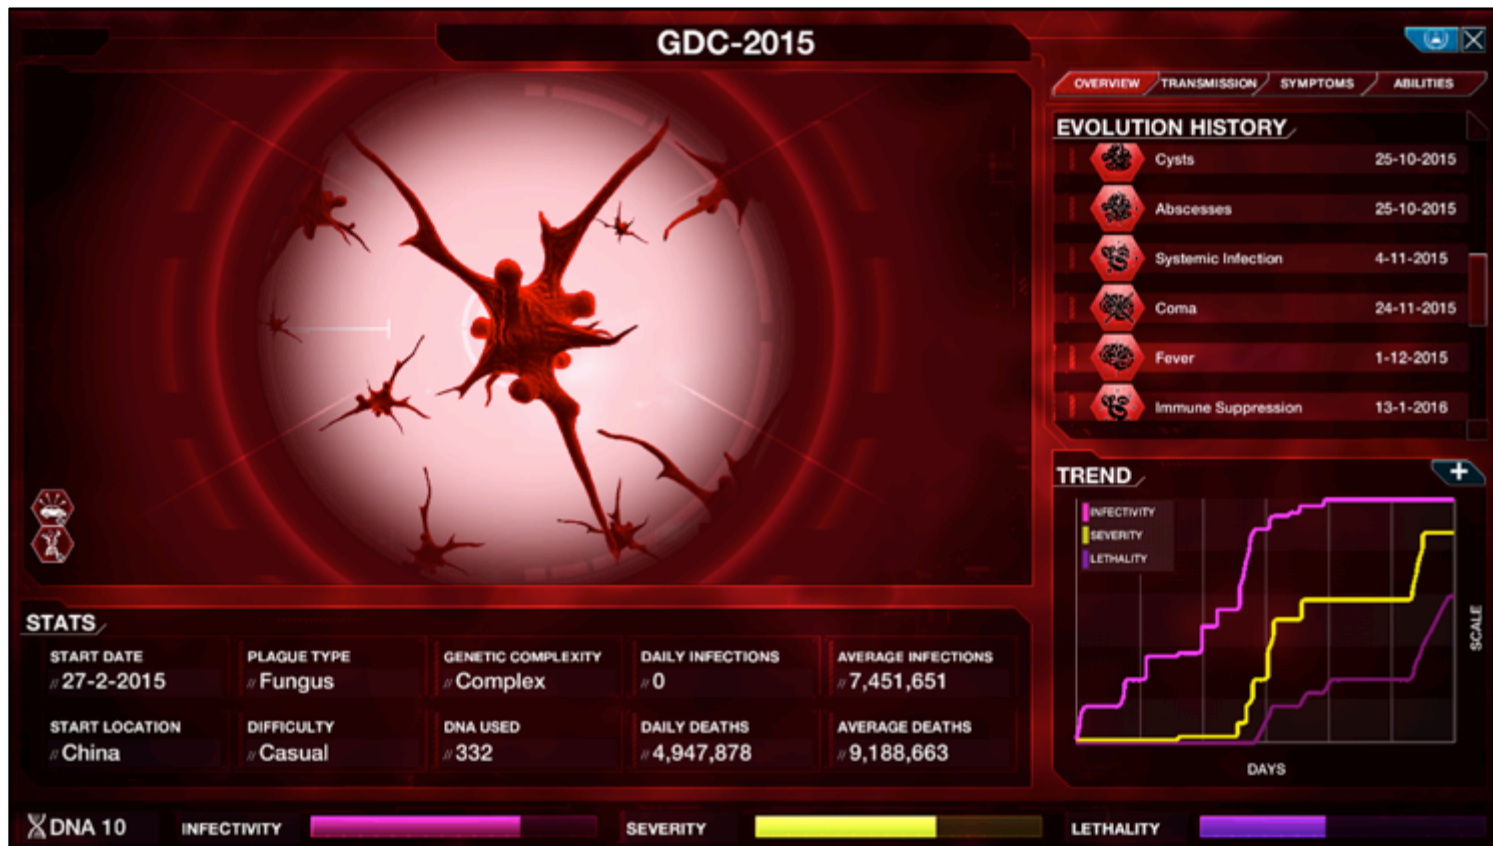 GDC-2015
OVERVIEW TRANSMISSION SYMPTOMS ABILITIES
EVOLUTION HISTORY
Cysts 25-10-2015
Abscesses 25-10-2015
Systemic Infection 4-11-2015
Coma 24-11-2015
Fever 1-12-2015
Immune Suppression 13-1-2016
TREND
+
INFECTIVITY
SEVERITY
LETHALITY
SCALE
DAYS
STATS
START DATE PLAGUE TYPE GENETIC COMPLEXITY DAILY INFECTIONS AVERAGE INFECTIONS
// 27-2-2015 // Fungus // Complex // 0 // 7,451,651
START LOCATION DIFFICULTY DNA USED DAILY DEATHS AVERAGE DEATHS
// China // Casual // 332 // 4,947,878 // 9,188,663
DNA 10 INFECTIVITY SEVERITY LETHALITY